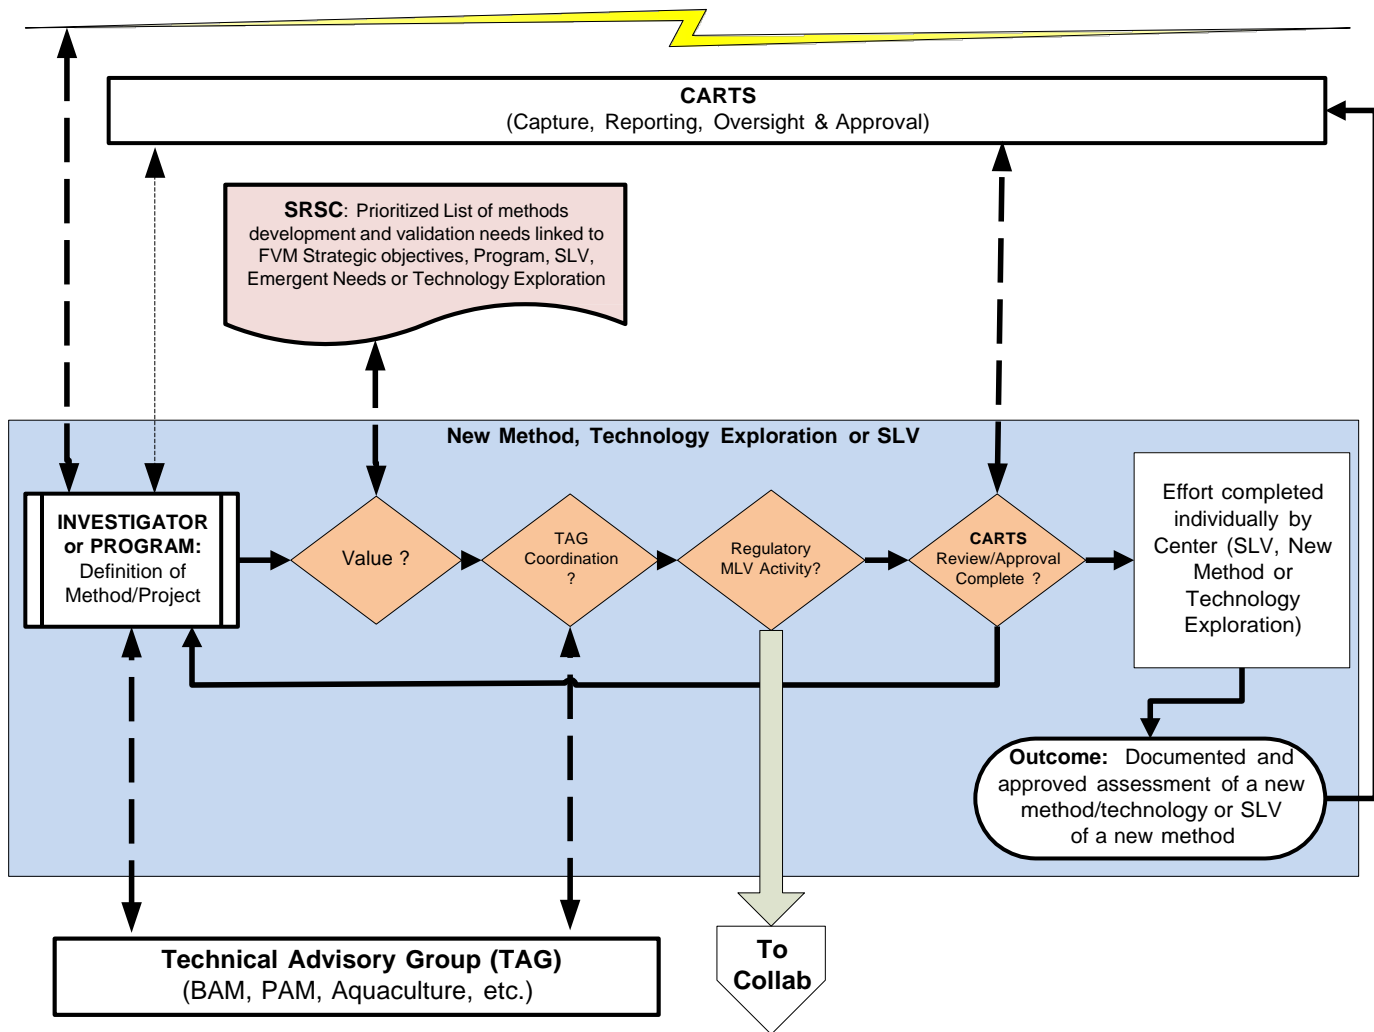 CARTS
(Capture, Reporting, Oversight & Approval)
SRSC: Prioritized List of methods
development and validation needs linked to
FVM Strategic objectives, Program, SLV,
Emergent Needs or Technology Exploration
New Method, Technology Exploration or SLV
INVESTIGATOR
or PROGRAM:
Definition of
Method/Project
Value ?
TAG
Coordination
?
Regulatory
MLV Activity?
CARTS
Review/Approval
Complete ?
Effort completed
individually by
Center (SLV, New
Method or
Technology
Exploration)
Outcome: Documented and
approved assessment of a new
method/technology or SLV
of a new method
Technical Advisory Group (TAG)
(BAM, PAM, Aquaculture, etc.)
To
Collab